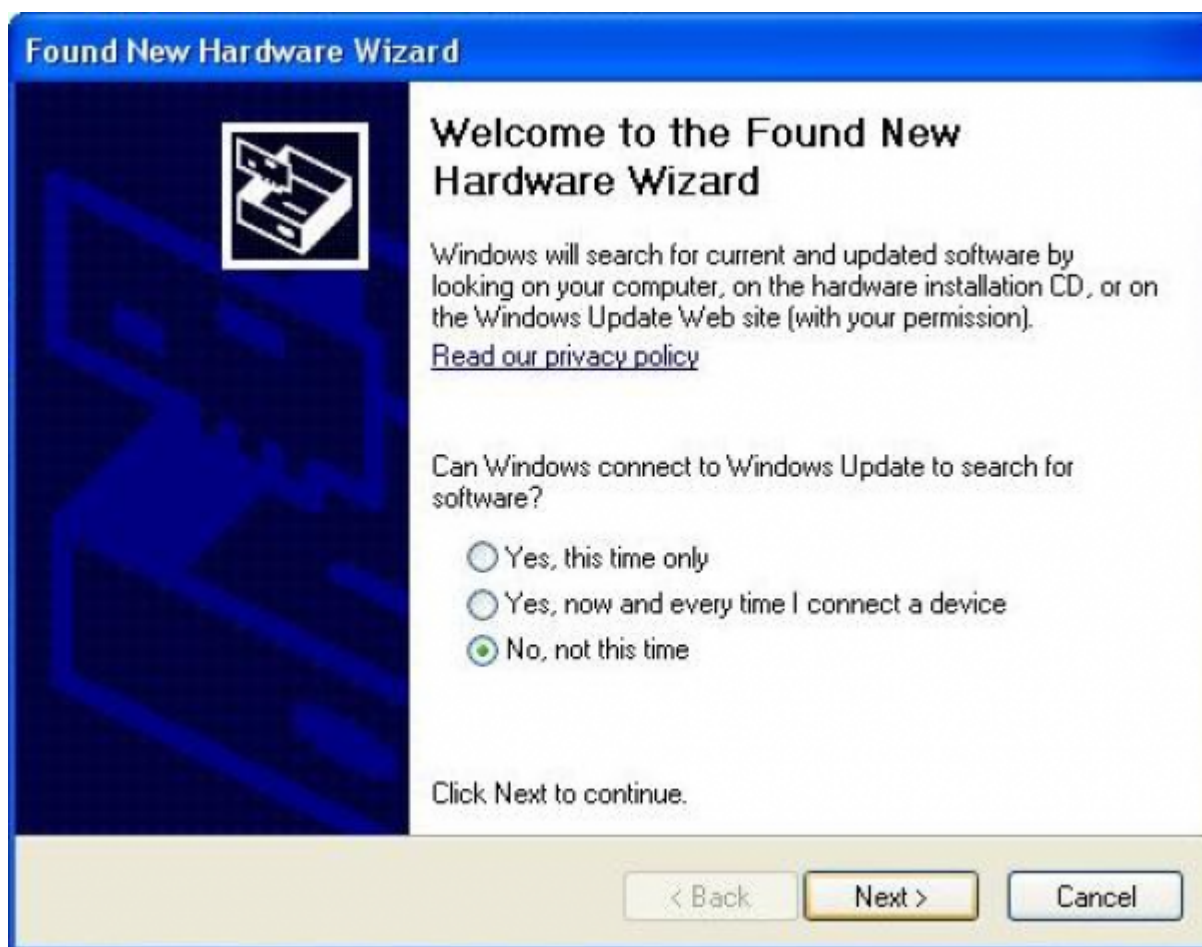 Found New Hardware Wizard
Welcome to the Found New
Hardware Wizard
Windows will search for current and updated software by
looking on your computer, on the hardware installation CD, or on
the Windows Update Web site (with your permission).
Read our privacy policy
Can Windows connect to Windows Update to search for
software?
Yes, this time only
Yes, now and every time I connect a device
No, not this time
Click Next to continue.
< Back Next > Cancel